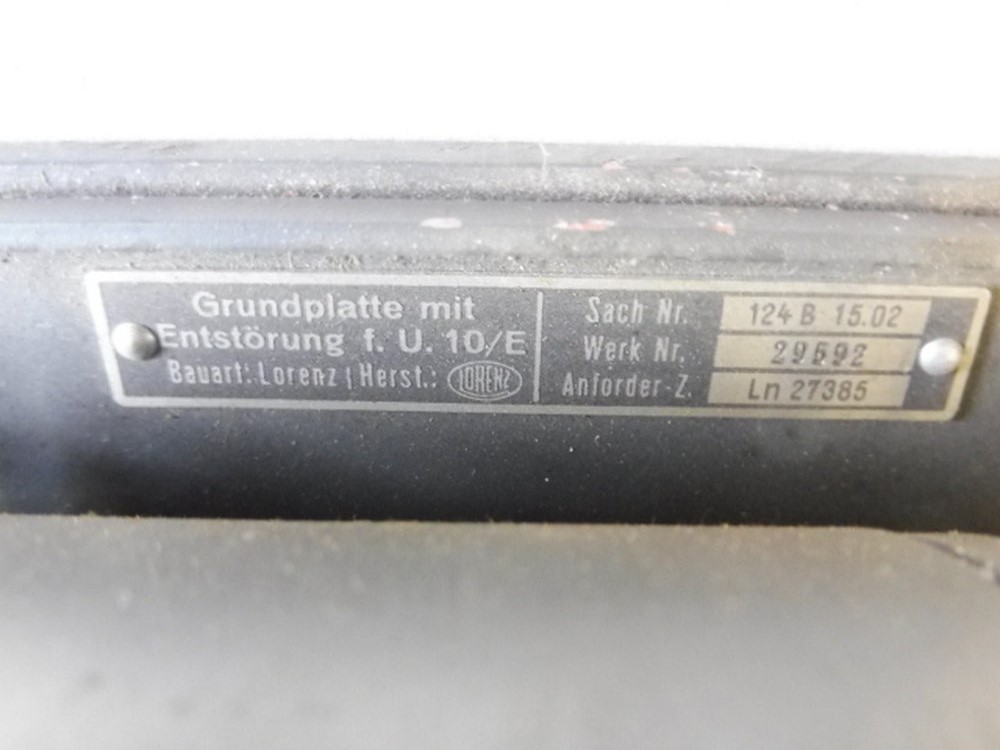 Grundplatte mit
Entstörung f. U. 10/E
Bauart: Lorenz | Herst.: LORENZ
Sach Nr. 124 B 15.02
Werk Nr. 29592
Anforder-Z. Ln 27385